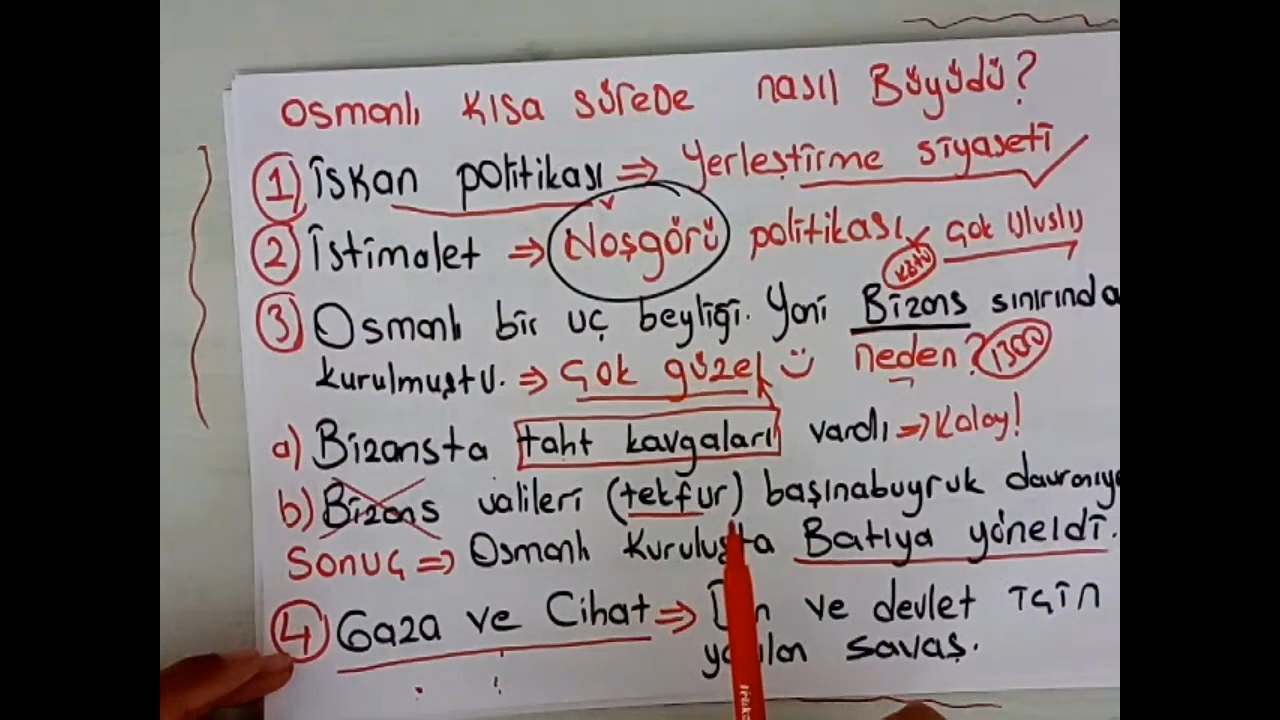 Osmanlı Kısa sürede nasıl Büyüdü?
1 İskan politikası ⇒ Yerleştirme siyaseti
2 İstimalet ⇒ Hoşgörü politikası Çok Uluslu
3 Osmanlı bir uç beyliği. Yani Bizans sınırında
kurulmuştu. ⇒ Çok güzel neden? 1300
a) Bizansta taht kavgaları vardı ⇒ Kolay!
b) Bizans valileri (tekfur) başınabuyruk
Sonuç ⇒ Osmanlı Kuruluşta Batıya yöneldi.
4 Gaza ve Cihat ⇒ ve devlet için
savaş.